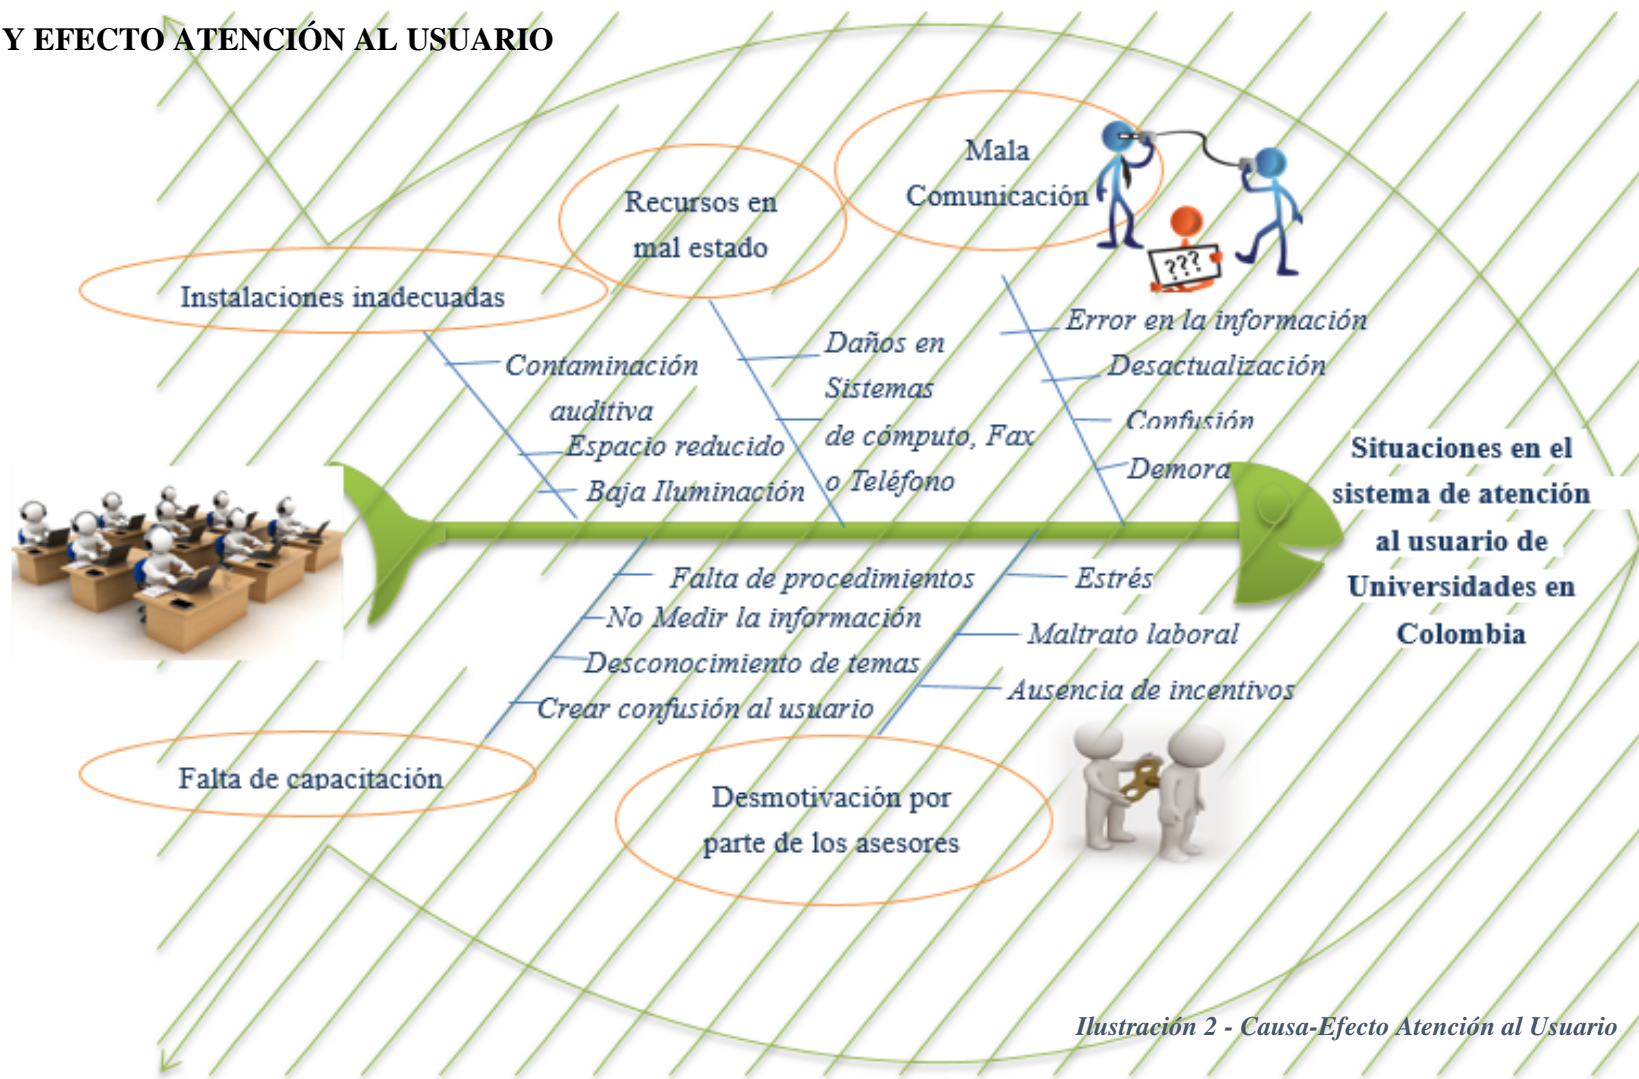 Y EFECTO ATENCIÓN AL USUARIO
Mala
Comunicación
Recursos en
mal estado
Instalaciones inadecuadas
???
Error en la información
Desactualización
Confusión
Demora
Daños en
Sistemas
de cómputo, Fax
o Teléfono
Contaminación
auditiva
Espacio reducido
Baja Iluminación
Situaciones en el
sistema de atención
al usuario de
Universidades en
Colombia
Falta de procedimientos
No Medir la información
Desconocimiento de temas
Crear confusión al usuario
Estrés
Maltrato laboral
Ausencia de incentivos
Falta de capacitación
Desmotivación por
parte de los asesores
Ilustración 2 - Causa-Efecto Atención al Usuario